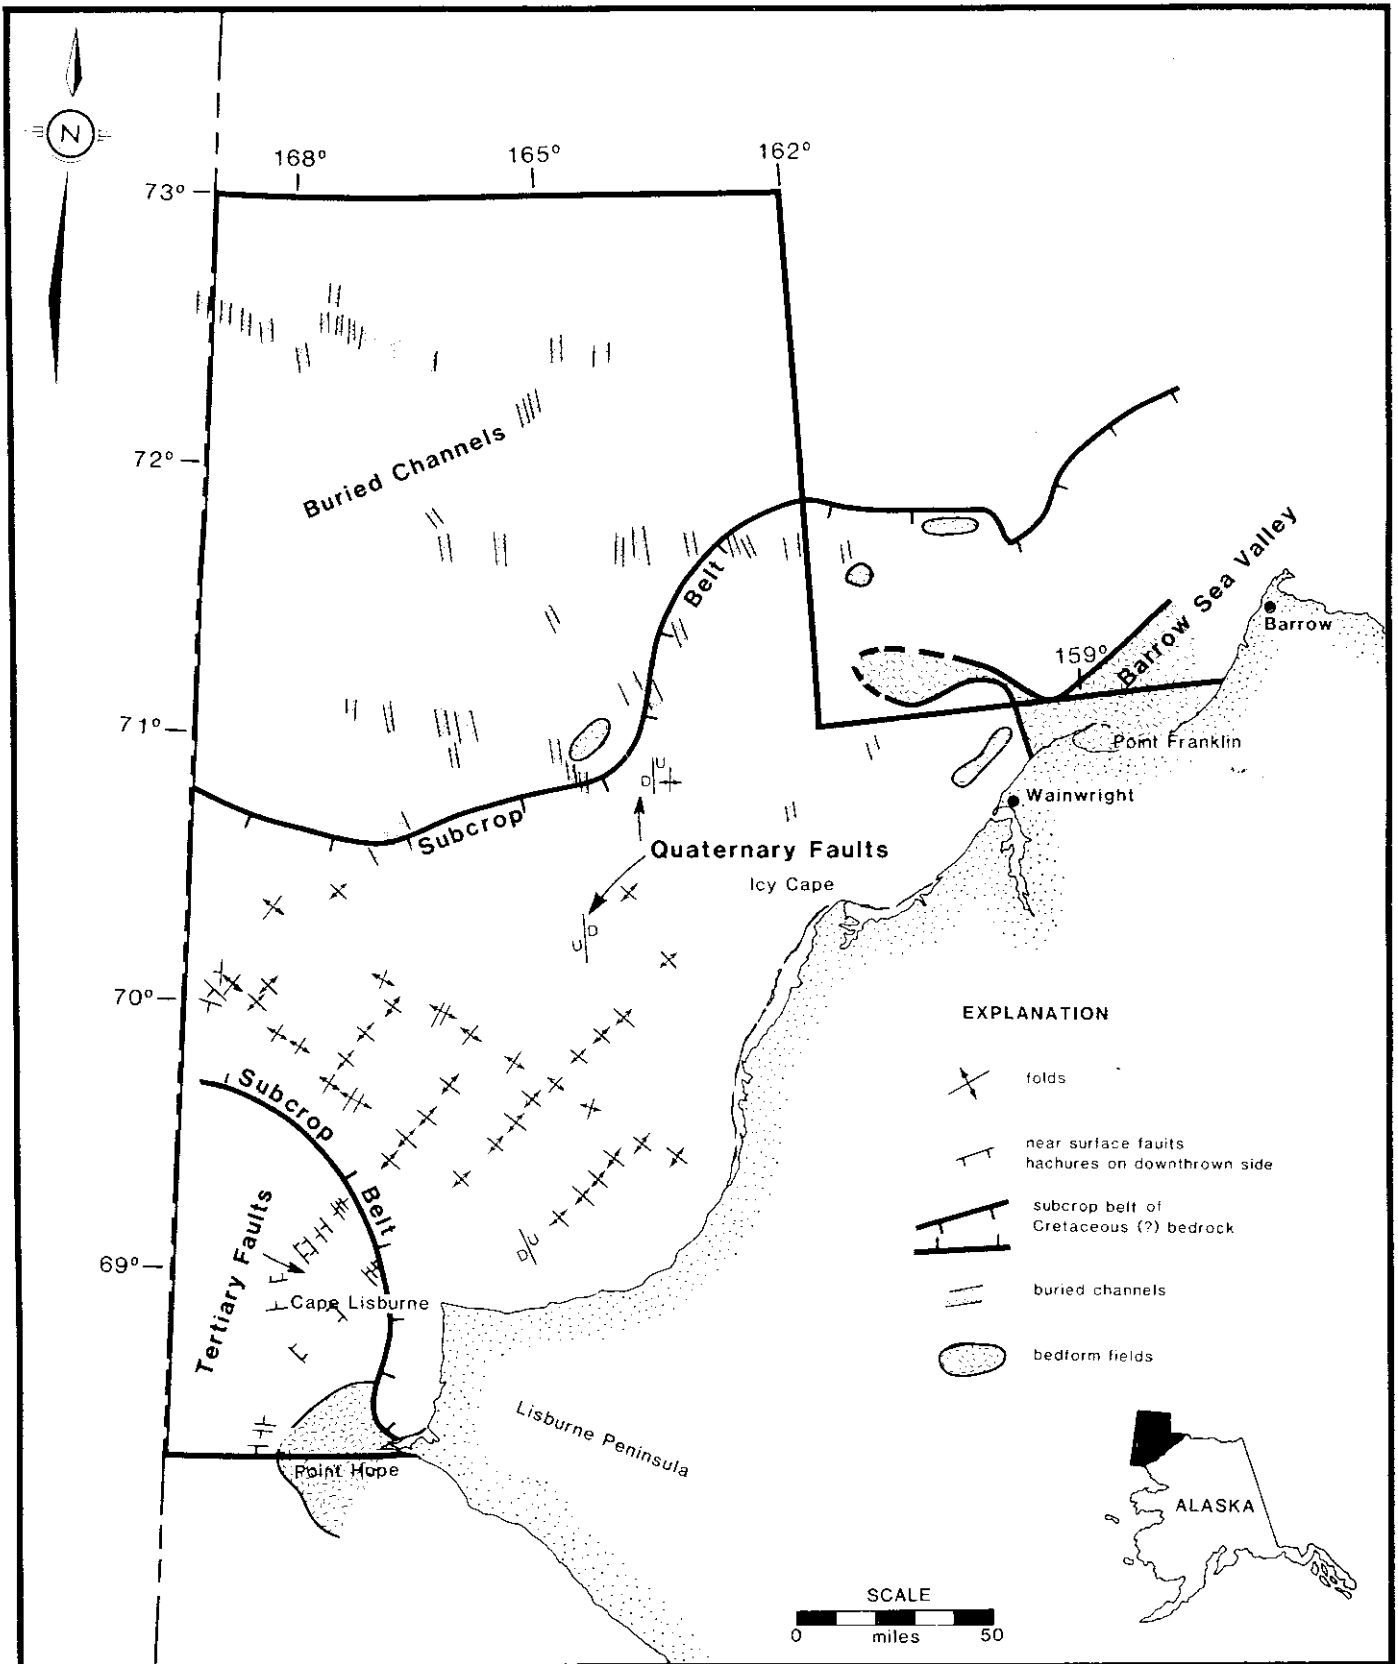 N
168°
165°
162°
73°
72°
Buried Channels
Belt
Barrow Sea Valley
Barrow
159°
71°
Point Franklin
U
D
Wainwright
Subcrop
Quaternary Faults
Icy Cape
D
U
70°
EXPLANATION
folds
Subcrop
Belt
near surface faults
hachures on downthrown side
subcrop belt of
Cretaceous (?) bedrock
D/U
69°
Tertiary Faults
Cape Lisburne
buried channels
bedform fields
Lisburne Peninsula
Point Hope
ALASKA
SCALE
0 miles 50